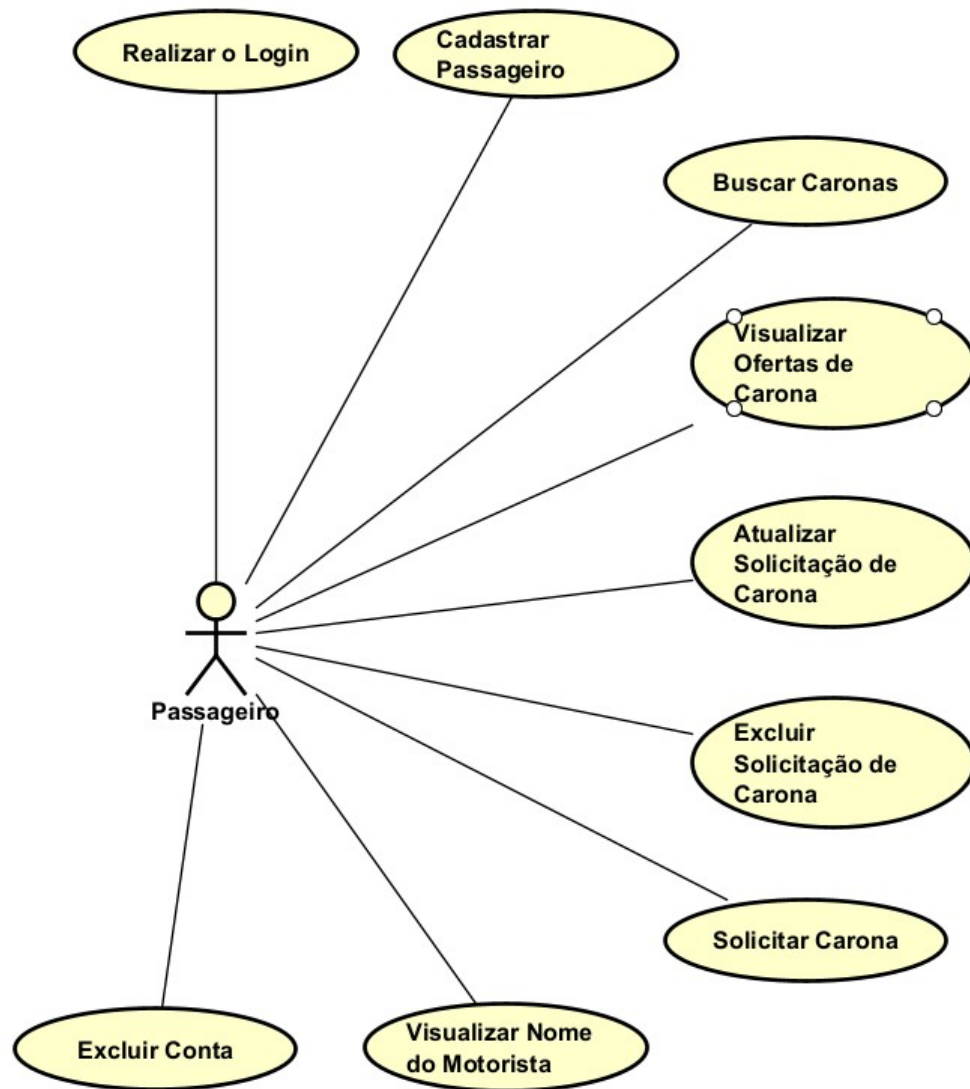 Realizar o Login
Cadastrar
Passageiro
Buscar Caronas
Visualizar
Ofertas de
Carona
Atualizar
Solicitação de
Carona
Excluir
Solicitação de
Carona
Passageiro
Solicitar Carona
Excluir Conta
Visualizar Nome
do Motorista